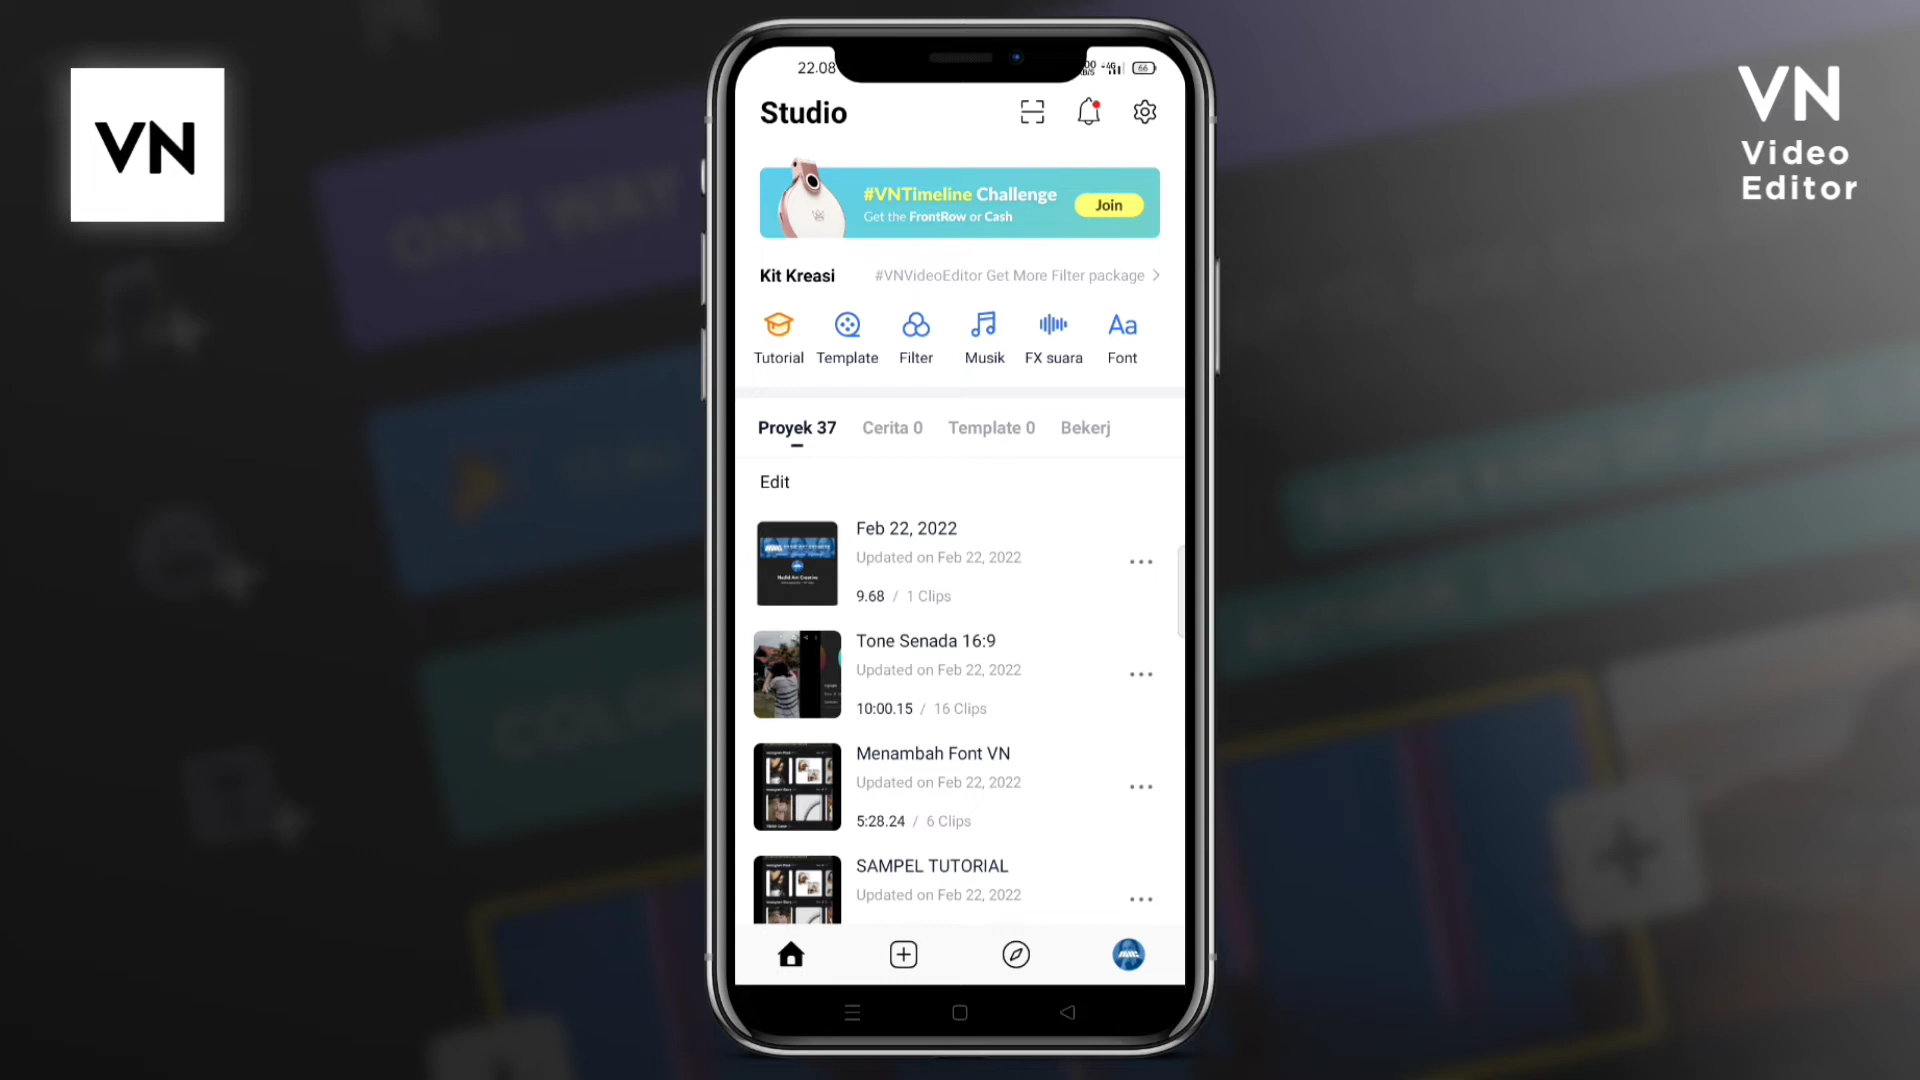 VN
VN
Video
Editor
22.08
4G
66
Studio
#VNTimeline Challenge
Get the FrontRow or Cash
Join
Kit Kreasi
#VNVideoEditor Get More Filter package
Tutorial
Template
Filter
Musik
FX suara
Aa
Font
Proyek 37
Cerita 0
Template 0
Bekerj
Edit
Feb 22, 2022
Updated on Feb 22, 2022
9.68 / 1 Clips
Tone Senada 16:9
Updated on Feb 22, 2022
10:00.15 / 16 Clips
Menambah Font VN
Updated on Feb 22, 2022
5:28.24 / 6 Clips
SAMPEL TUTORIAL
Updated on Feb 22, 2022
ONE WAY